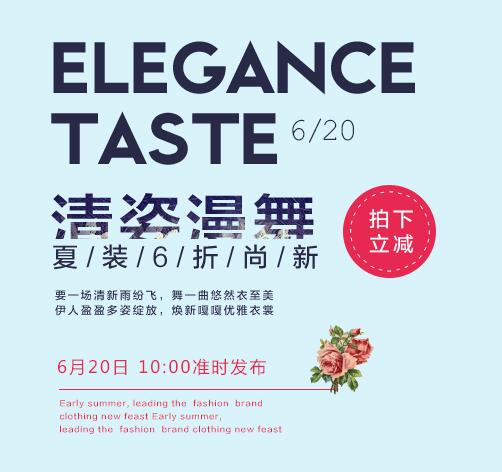 ELEGANCE
TASTE 6/20
清姿漫舞
拍下
立减
夏/装/6/折/尚/新
要一场清新雨纷飞，舞一曲悠然衣至美
伊人盈盈多姿绽放，焕新嘎嘎优雅衣裳
6月20日 10:00准时发布
Early summer, leading the fashion brand
clothing new feast Early summer,
leading the fashion brand clothing new feast